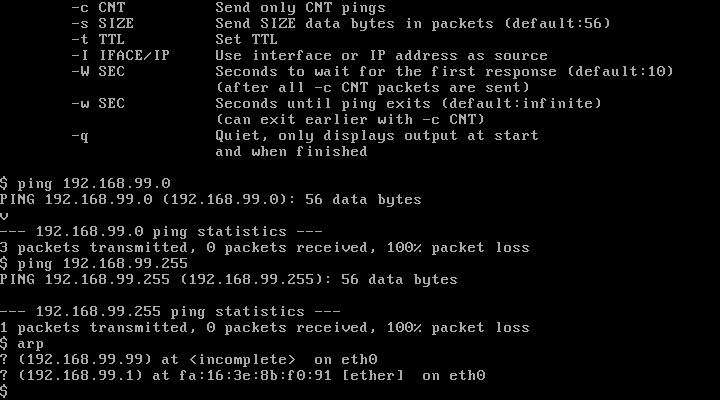 -c CNT Send only CNT pings
-s SIZE Send SIZE data bytes in packets (default:56)
-t TTL Set TTL
-I IFACE/IP Use interface or IP address as source
-W SEC Seconds to wait for the first response (default:10)
(after all -c CNT packets are sent)
-w SEC Seconds until ping exits (default:infinite)
(can exit earlier with -c CNT)
-q Quiet, only displays output at start
and when finished
$ ping 192.168.99.0
PING 192.168.99.0 (192.168.99.0): 56 data bytes
v
--- 192.168.99.0 ping statistics ---
3 packets transmitted, 0 packets received, 100% packet loss
$ ping 192.168.99.255
PING 192.168.99.255 (192.168.99.255): 56 data bytes
--- 192.168.99.255 ping statistics ---
1 packets transmitted, 0 packets received, 100% packet loss
$ arp
? (192.168.99.99) at <incomplete>  on eth0
? (192.168.99.1) at fa:16:3e:8b:f0:91 [ether]  on eth0
$